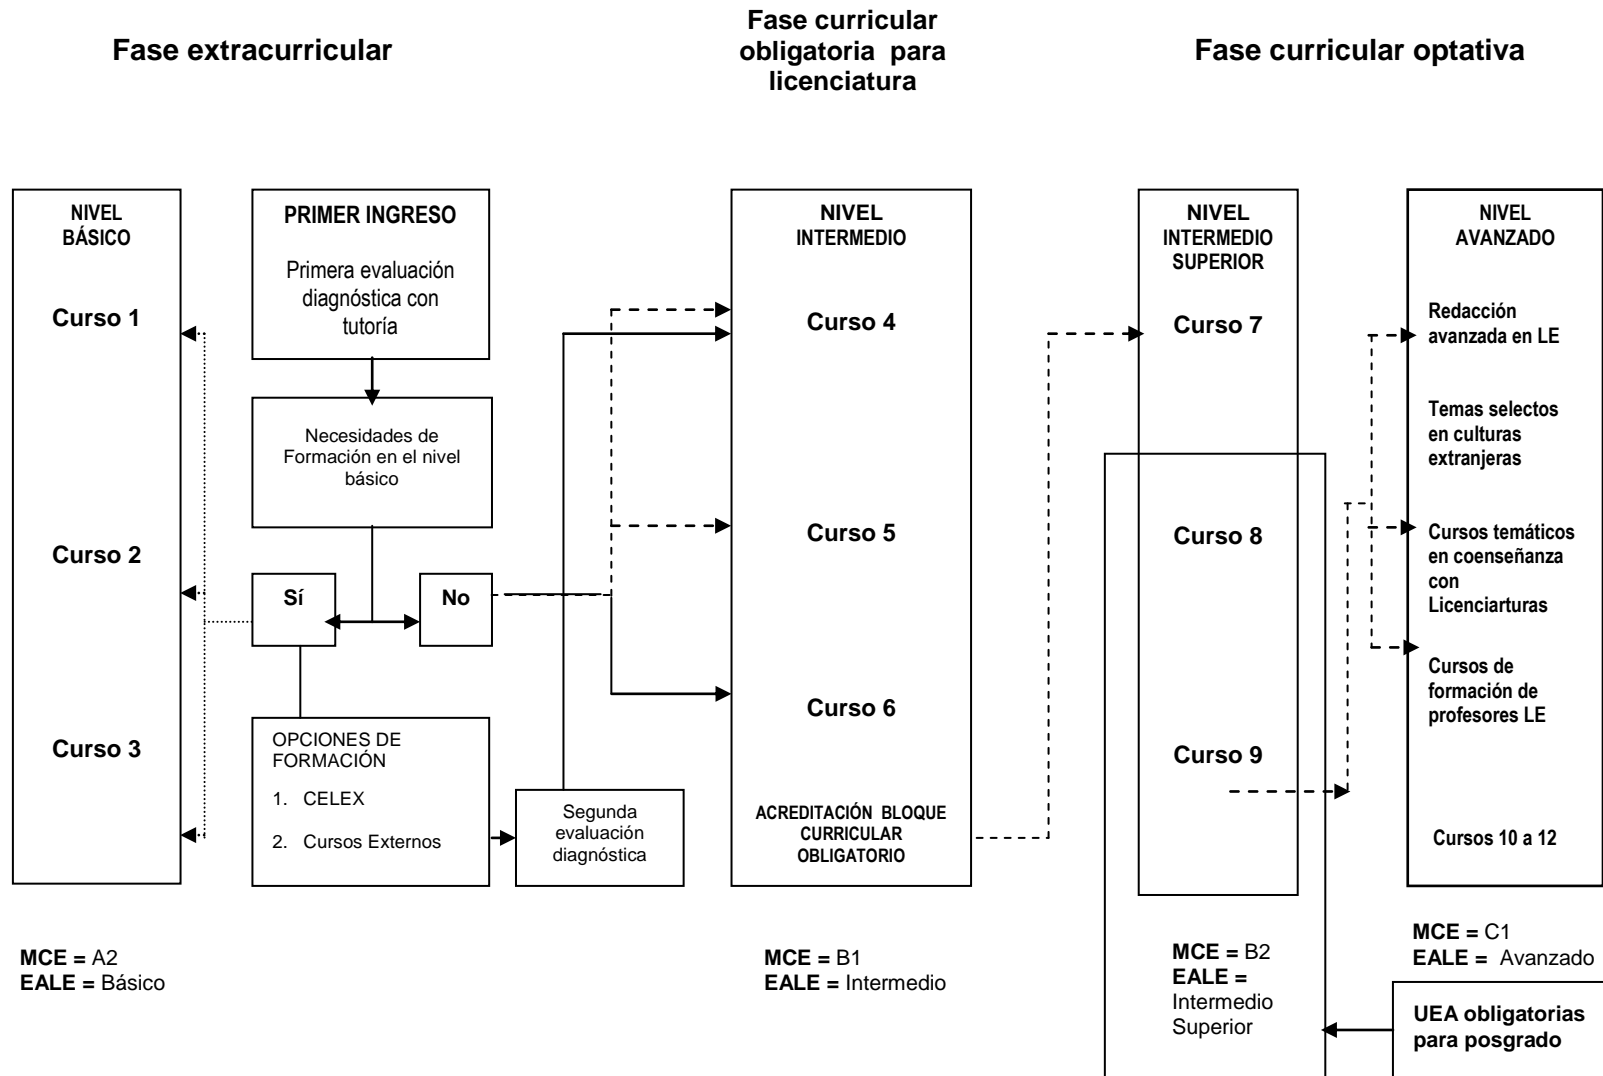 Fase extracurricular
Fase curricular
obligatoria para
licenciatura
Fase curricular optativa
NIVEL
BÁSICO
Curso 1
Curso 2
Curso 3
PRIMER INGRESO
Primera evaluación
diagnóstica con
tutoría
Necesidades de
Formación en el nivel
básico
Sí
No
OPCIONES DE
FORMACIÓN
1. CELEX
2. Cursos Externos
Segunda
evaluación
diagnóstica
NIVEL
INTERMEDIO
Curso 4
Curso 5
Curso 6
ACREDITACIÓN BLOQUE
CURRICULAR
OBLIGATORIO
NIVEL
INTERMEDIO
SUPERIOR
Curso 7
Curso 8
Curso 9
NIVEL
AVANZADO
Redacción
avanzada en LE
Temas selectos
en culturas
extranjeras
Cursos temáticos
en coenseñanza
con
Licenciarturas
Cursos de
formación de
profesores LE
Cursos 10 a 12
MCE = A2
EALE = Básico
MCE = B1
EALE = Intermedio
MCE = B2
EALE =
Intermedio
Superior
MCE = C1
EALE = Avanzado
UEA obligatorias
para posgrado